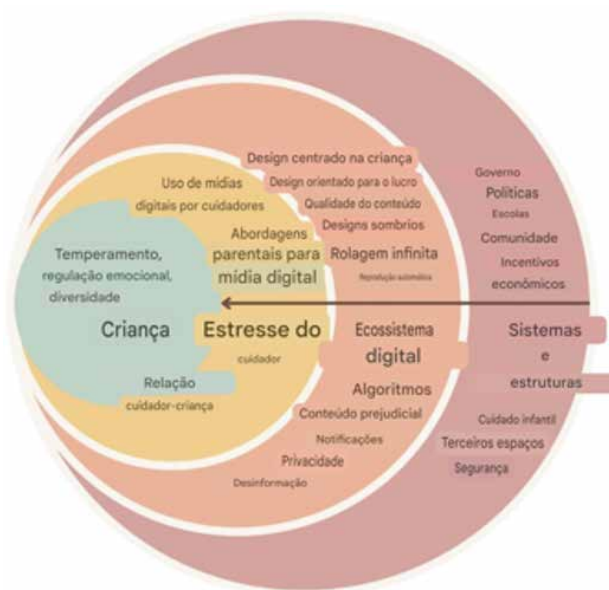 Temperamento,
regulação emocional,
diversidade
Criança
Relação
cuidador-criança
Uso de mídias
digitais por cuidadores
Abordagens
parentais para
mídia digital
Estresse do
cuidador
Design centrado na criança
Design orientado para o lucro
Qualidade do conteúdo
Designs sombrios
Rolagem infinita
Reprodução automática
Ecossistema
digital
Algoritmos
Conteúdo prejudicial
Notificações
Privacidade
Desinformação
Governo
Políticas
Escolas
Comunidade
Incentivos
econômicos
Sistemas
e
estruturas
Cuidado infantil
Terceiros espaços
Segurança